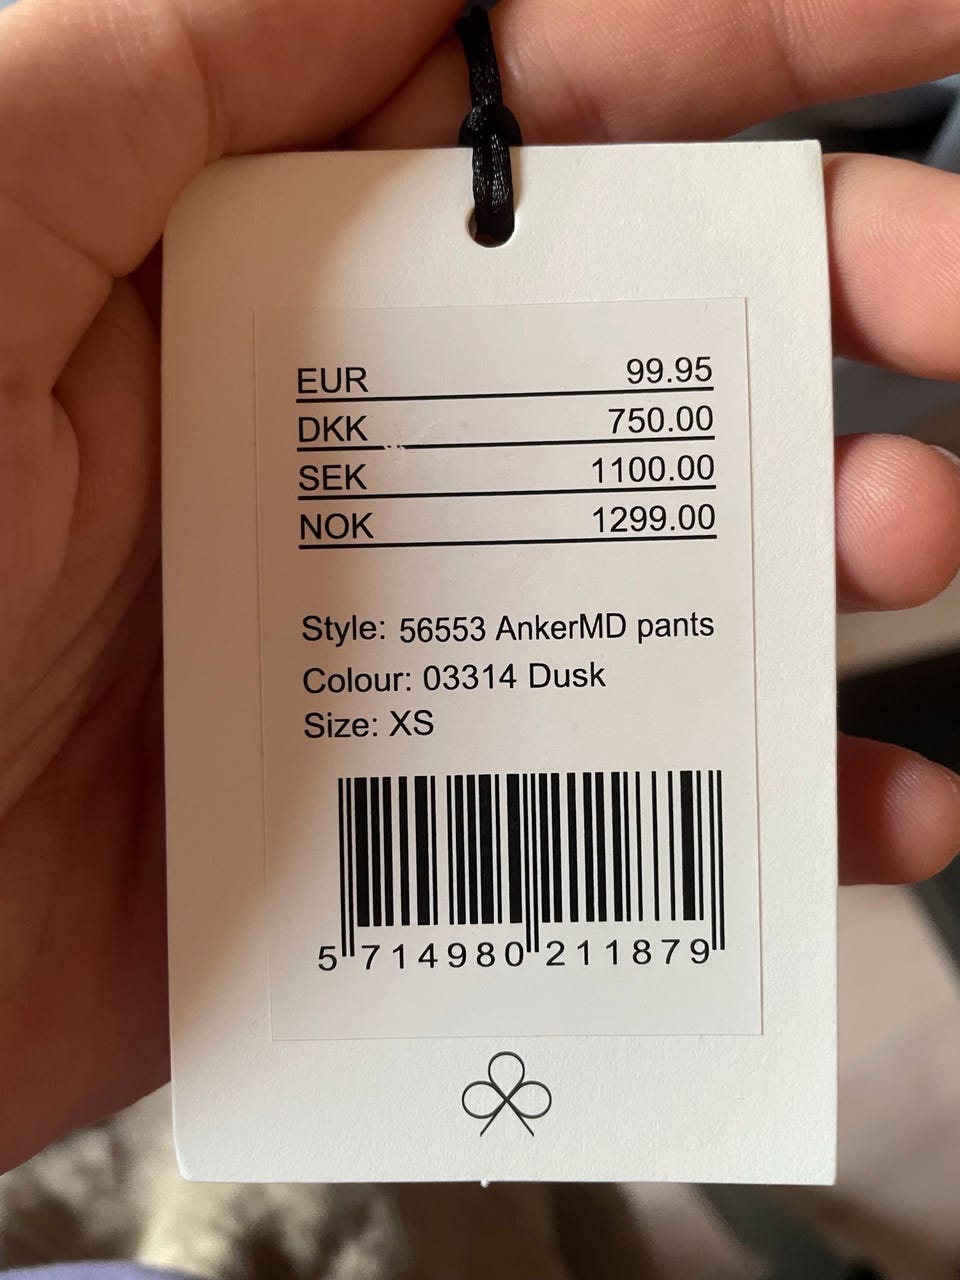 EUR 99.95
DKK 750.00
SEK 1100.00
NOK 1299.00
Style: 56553 AnkerMD pants
Colour: 03314 Dusk
Size: XS
5 714980 211879